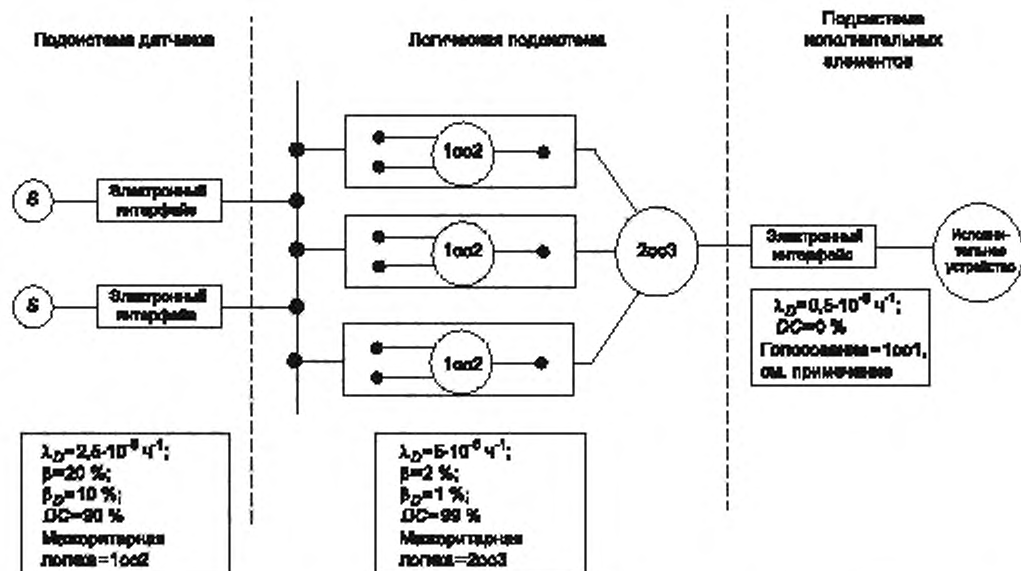 Подсистема датчиков
Логическая подсистема
Подсистема
исполнительных
элементов
S
Электронный
интерфейс
S
Электронный
интерфейс
1oo2
1oo2
1oo2
2oo3
Электронный
интерфейс
Исполни-
тельное
устройство
λD=0,5·10⁻⁶ ч⁻¹;
DC=0 %
Голосование=1oo1,
см. примечание
λD=2,5·10⁻⁶ ч⁻¹;
β=20 %;
βD=10 %;
DC=90 %
Мажоритарная
логика=1oo2
λD=5·10⁻⁶ ч⁻¹;
β=2 %;
βD=1 %;
DC=99 %
Мажоритарная
логика=2oo3